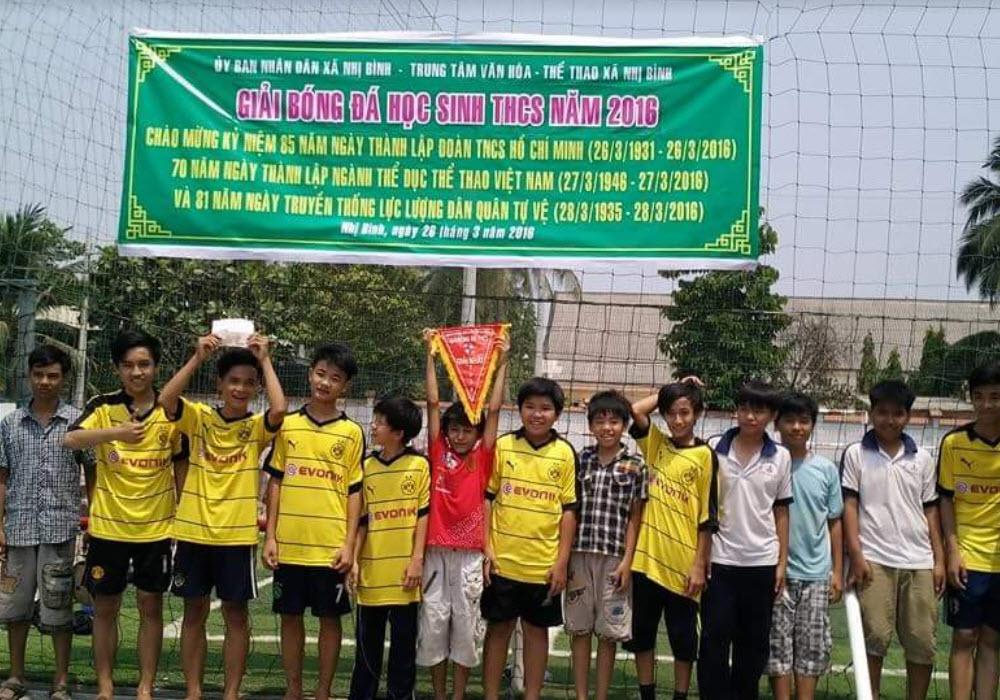 ỦY BAN NHÂN DÂN XÃ NHỊ BÌNH - TRUNG TÂM VĂN HÓA - THỂ THAO XÃ NHỊ BÌNH
GIẢI BÓNG ĐÁ HỌC SINH THCS NĂM 2016
CHÀO MỪNG KỶ NIỆM 85 NĂM NGÀY THÀNH LẬP ĐOÀN TNCS HỒ CHÍ MINH (26/3/1931 - 26/3/2016)
70 NĂM NGÀY THÀNH LẬP NGÀNH THỂ DỤC THỂ THAO VIỆT NAM (27/3/1946 - 27/3/2016)
VÀ 81 NĂM NGÀY TRUYỀN THỐNG LỰC LƯỢNG DÂN QUÂN TỰ VỆ (28/3/1935 - 28/3/2016)
Nhị Bình, ngày 26 tháng 3 năm 2016
EVONIK
EVONIK
EVONIK
EVONIK
EVONIK